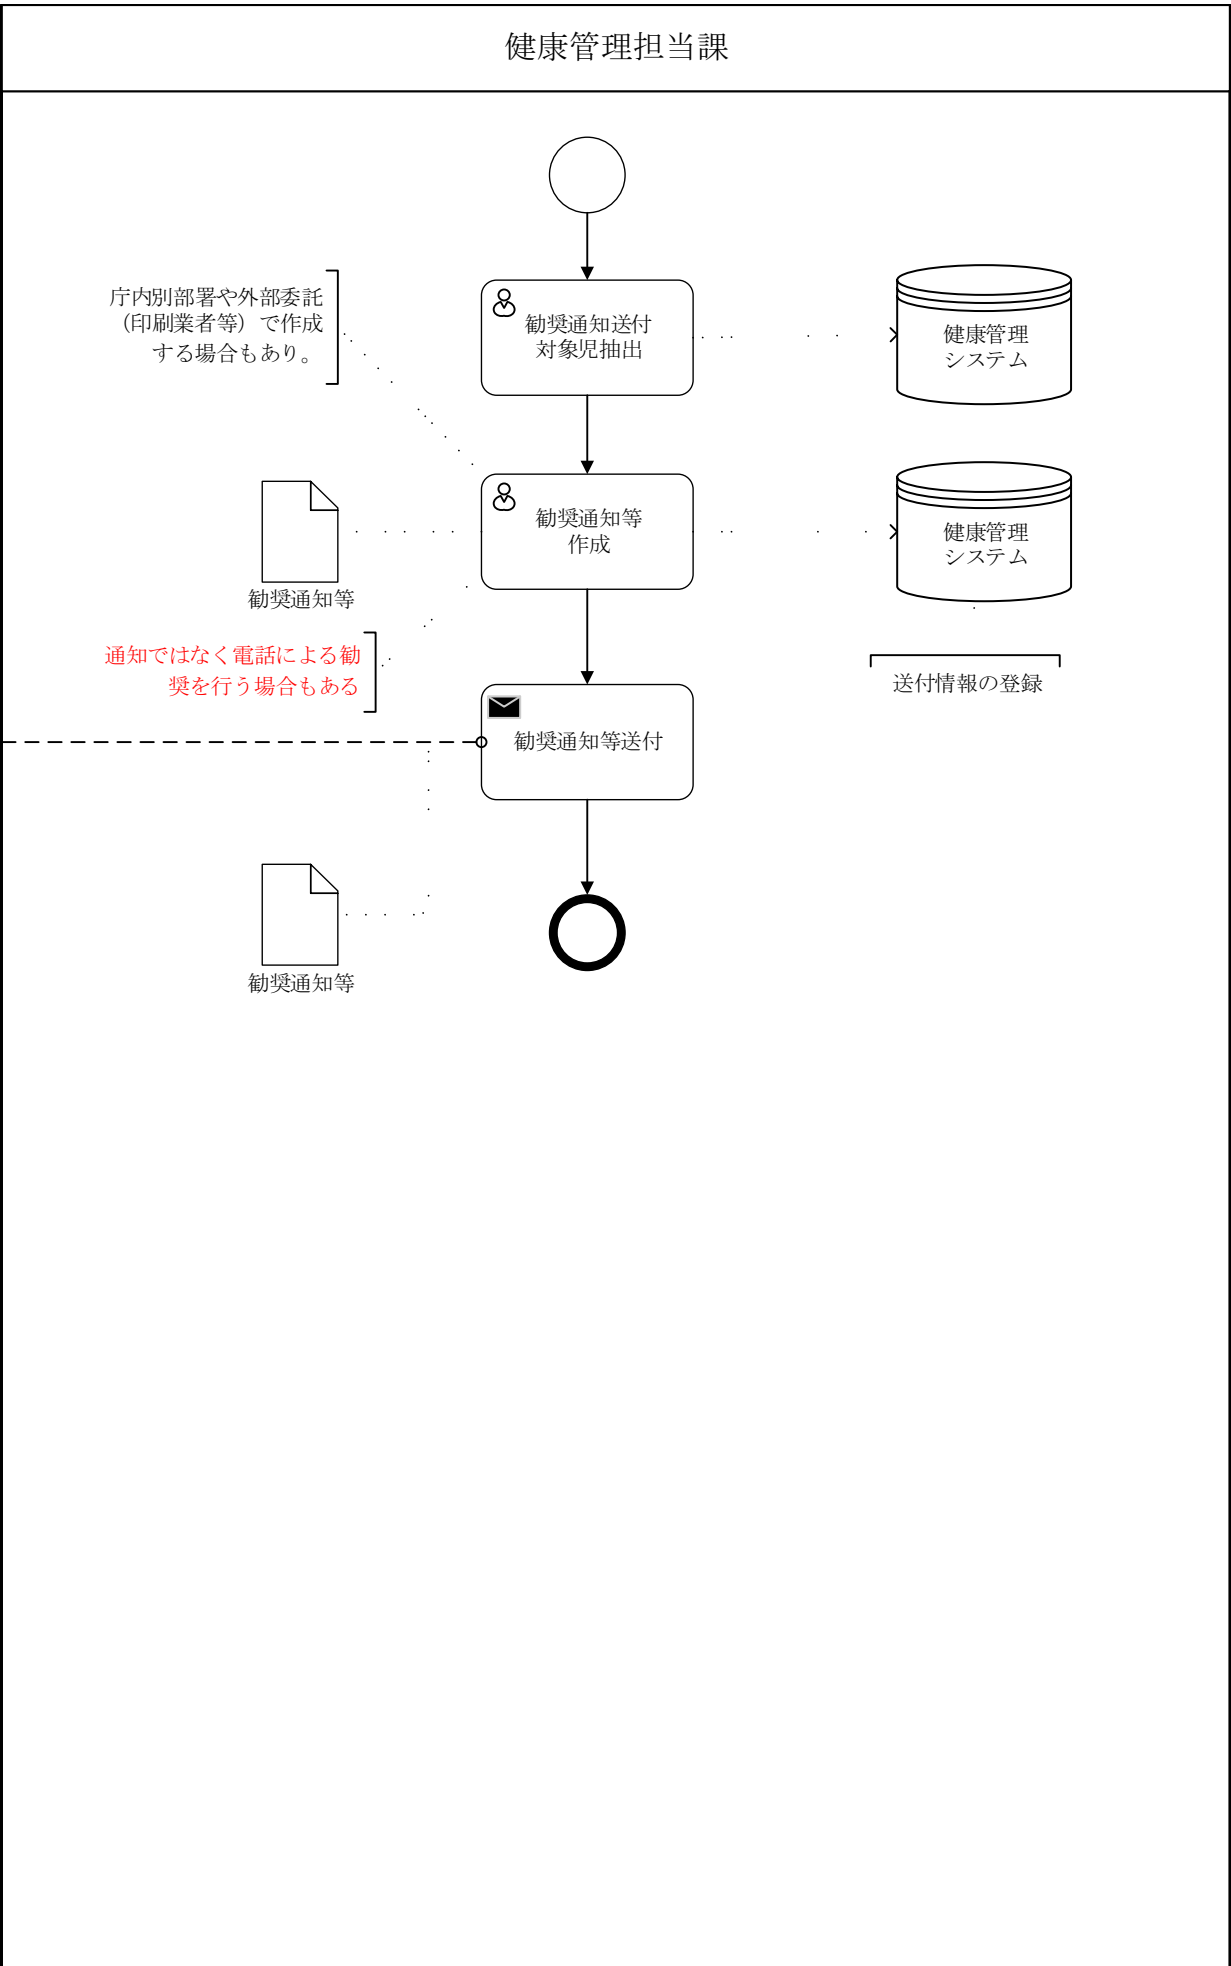 健康管理担当課
庁内別部署や外部委託
（印刷業者等）で作成
する場合もあり。
勧奨通知送付
対象児抽出
健康管理
システム
勧奨通知等
作成
健康管理
システム
勧奨通知等
通知ではなく電話による勧
奨を行う場合もある
送付情報の登録
勧奨通知等送付
勧奨通知等